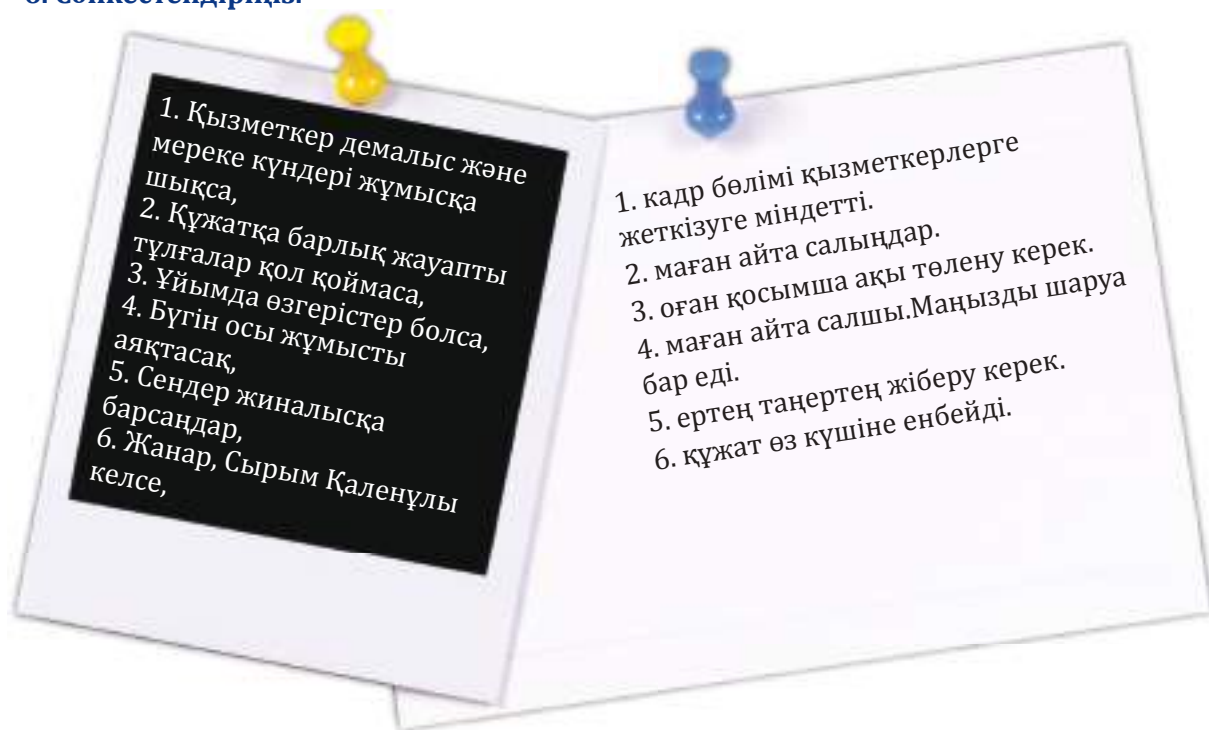 1. Қызметкер демалыс және
мереке күндері жұмысқа
шықса,
2. Құжатқа барлық жауапты
тұлғалар қол қоймаса,
3. Ұйымда өзгерістер болса,
4. Бүгін осы жұмысты
аяқтасақ,
5. Сендер жиналысқа
барсаңдар,
6. Жанар, Сырым Қаленұлы
келсе,
1. кадр бөлімі қызметкерлерге
жеткізуге міндетті.
2. маған айта салыңдар.
3. оған қосымша ақы төлену керек.
4. маған айта салшы.Маңызды шаруа
бар еді.
5. ертең таңертең жіберу керек.
6. құжат өз күшіне енбейді.